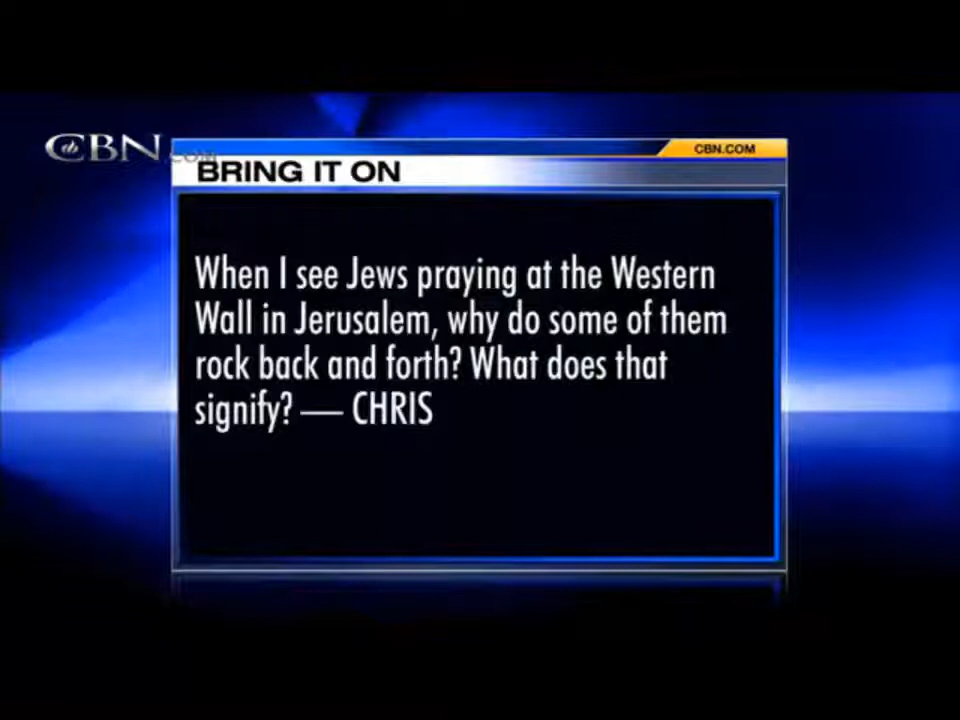 CBN.COM
CBN.COM
BRING IT ON
When I see Jews praying at the Western
Wall in Jerusalem, why do some of them
rock back and forth? What does that
signify? — CHRIS